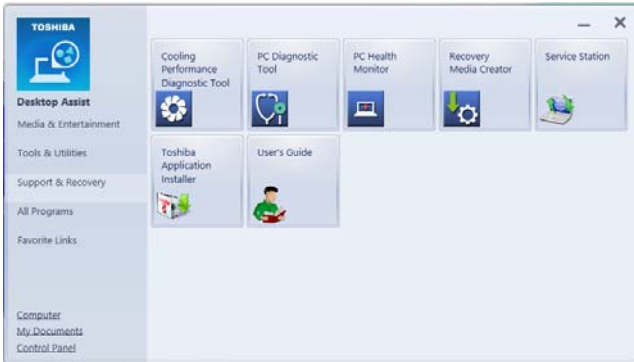 TOSHIBA
Desktop Assist
Media & Entertainment
Tools & Utilities
Support & Recovery
All Programs
Favorite Links
Computer
My Documents
Control Panel
Cooling
Performance
Diagnostic Tool
PC Diagnostic
Tool
PC Health
Monitor
Recovery
Media Creator
Service Station
Toshiba
Application
Installer
User's Guide